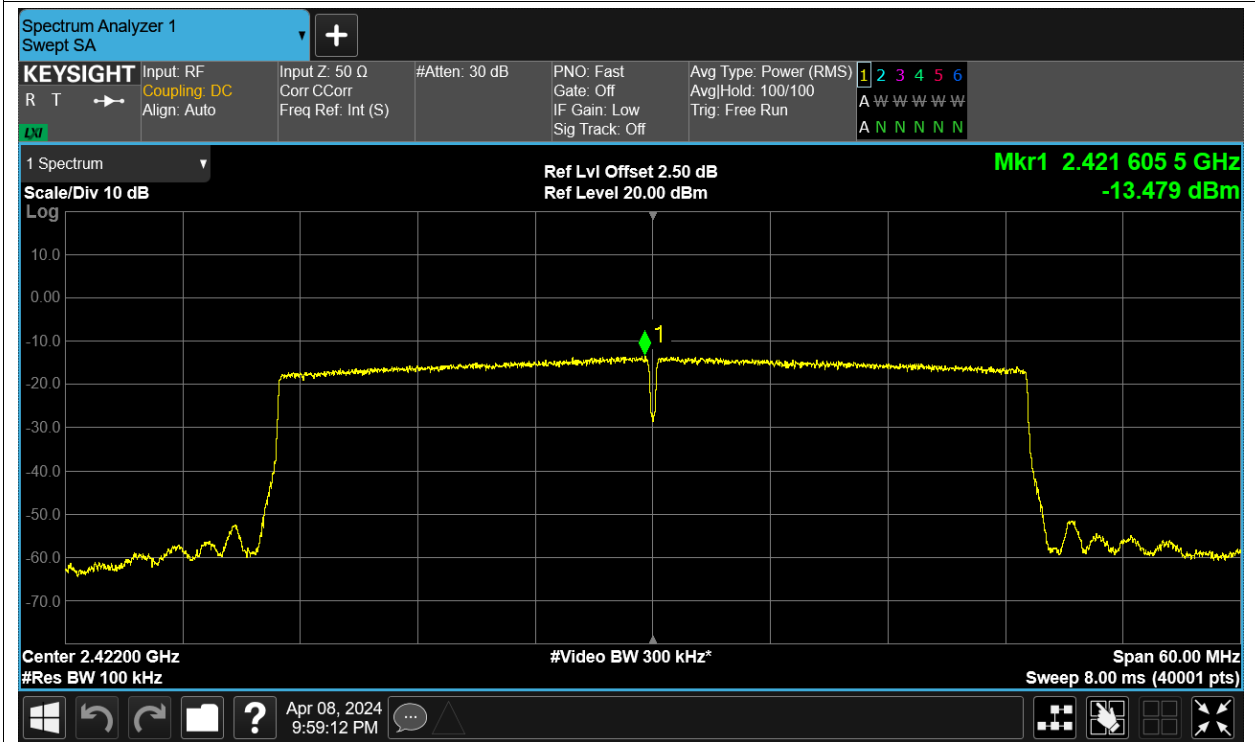 Spectrum Analyzer 1
Swept SA
KEYSIGHT
R T
LXI
Input: RF
Coupling: DC
Align: Auto
Input Z: 50 Ω
Corr CCorr
Freq Ref: Int (S)
#Atten: 30 dB
PNO: Fast
Gate: Off
IF Gain: Low
Sig Track: Off
Avg Type: Power (RMS)
Avg|Hold: 100/100
Trig: Free Run
1 2 3 4 5 6
A W W W W W
A N N N N N
1 Spectrum
Scale/Div 10 dB
Log
Ref Lvl Offset 2.50 dB
Ref Level 20.00 dBm
Mkr1 2.421 605 5 GHz
-13.479 dBm
10.0
0.00
-10.0
-20.0
-30.0
-40.0
-50.0
-60.0
-70.0
1
Center 2.42200 GHz
#Res BW 100 kHz
#Video BW 300 kHz*
Span 60.00 MHz
Sweep 8.00 ms (40001 pts)
?
Apr 08, 2024
9:59:12 PM